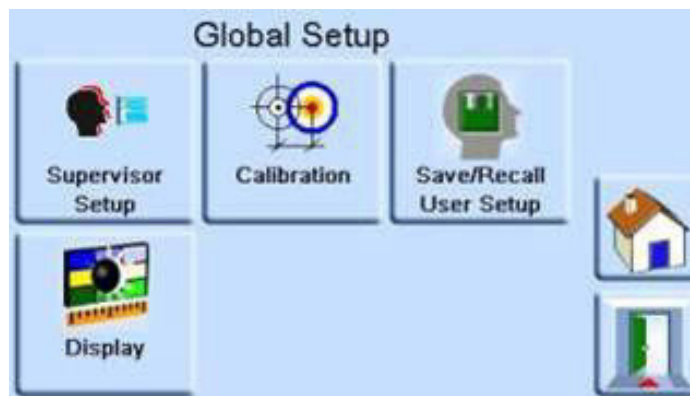 Global Setup
Supervisor
Setup
Calibration
Save/Recall
User Setup
Display